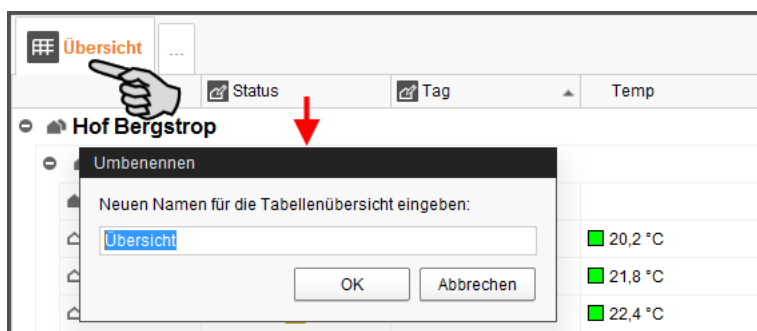 Übersicht ...
Status Tag Temp
Hof Bergstrop
Umbenennen
Neuen Namen für die Tabellenübersicht eingeben:
Übersicht
20,2 °C
OK Abbrechen
21,8 °C
22,4 °C